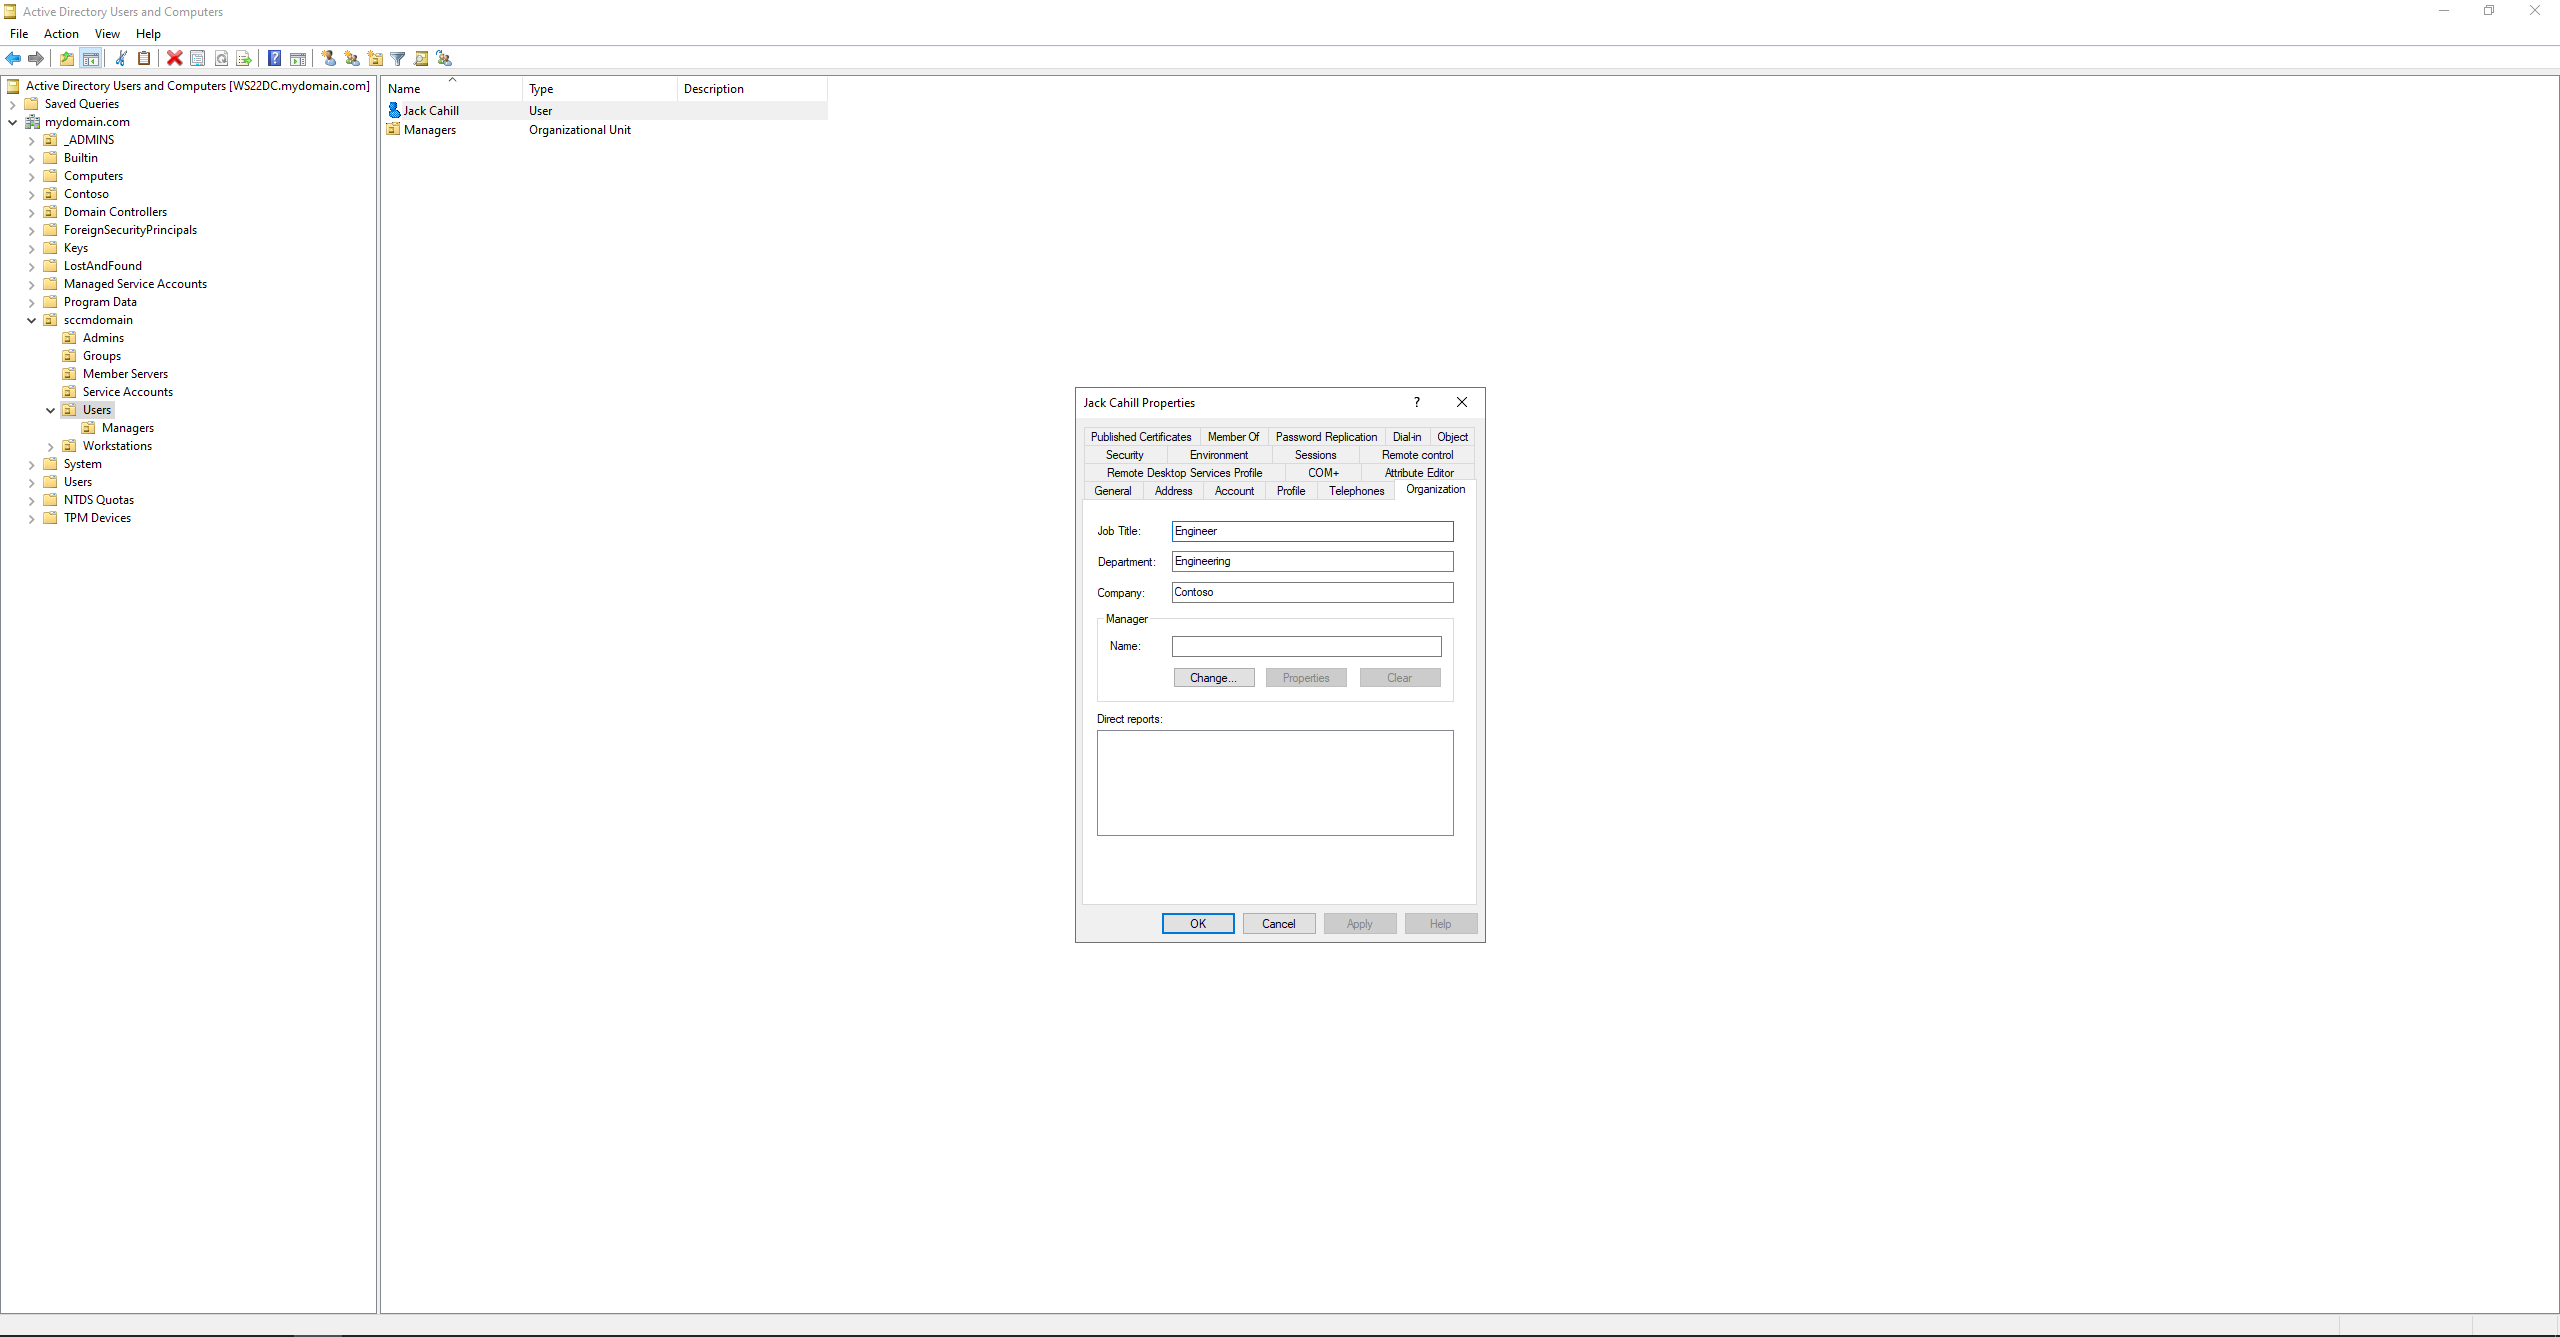 Active Directory Users and Computers
File Action View Help
Active Directory Users and Computers [WS22DC.mydomain.com]
Saved Queries
mydomain.com
_ADMINS
Builtin
Computers
Contoso
Domain Controllers
ForeignSecurityPrincipals
Keys
LostAndFound
Managed Service Accounts
Program Data
sccmdomain
Admins
Groups
Member Servers
Service Accounts
Users
Managers
Workstations
System
Users
NTDS Quotas
TPM Devices
Name Type Description
Jack Cahill User
Managers Organizational Unit
Jack Cahill Properties ?
Published Certificates Member Of Password Replication Dial-in Object
Security Environment Sessions Remote control
Remote Desktop Services Profile COM+ Attribute Editor
General Address Account Profile Telephones Organization
Job Title: Engineer
Department: Engineering
Company: Contoso
Manager
Name:
Change... Properties Clear
Direct reports:
OK Cancel Apply Help